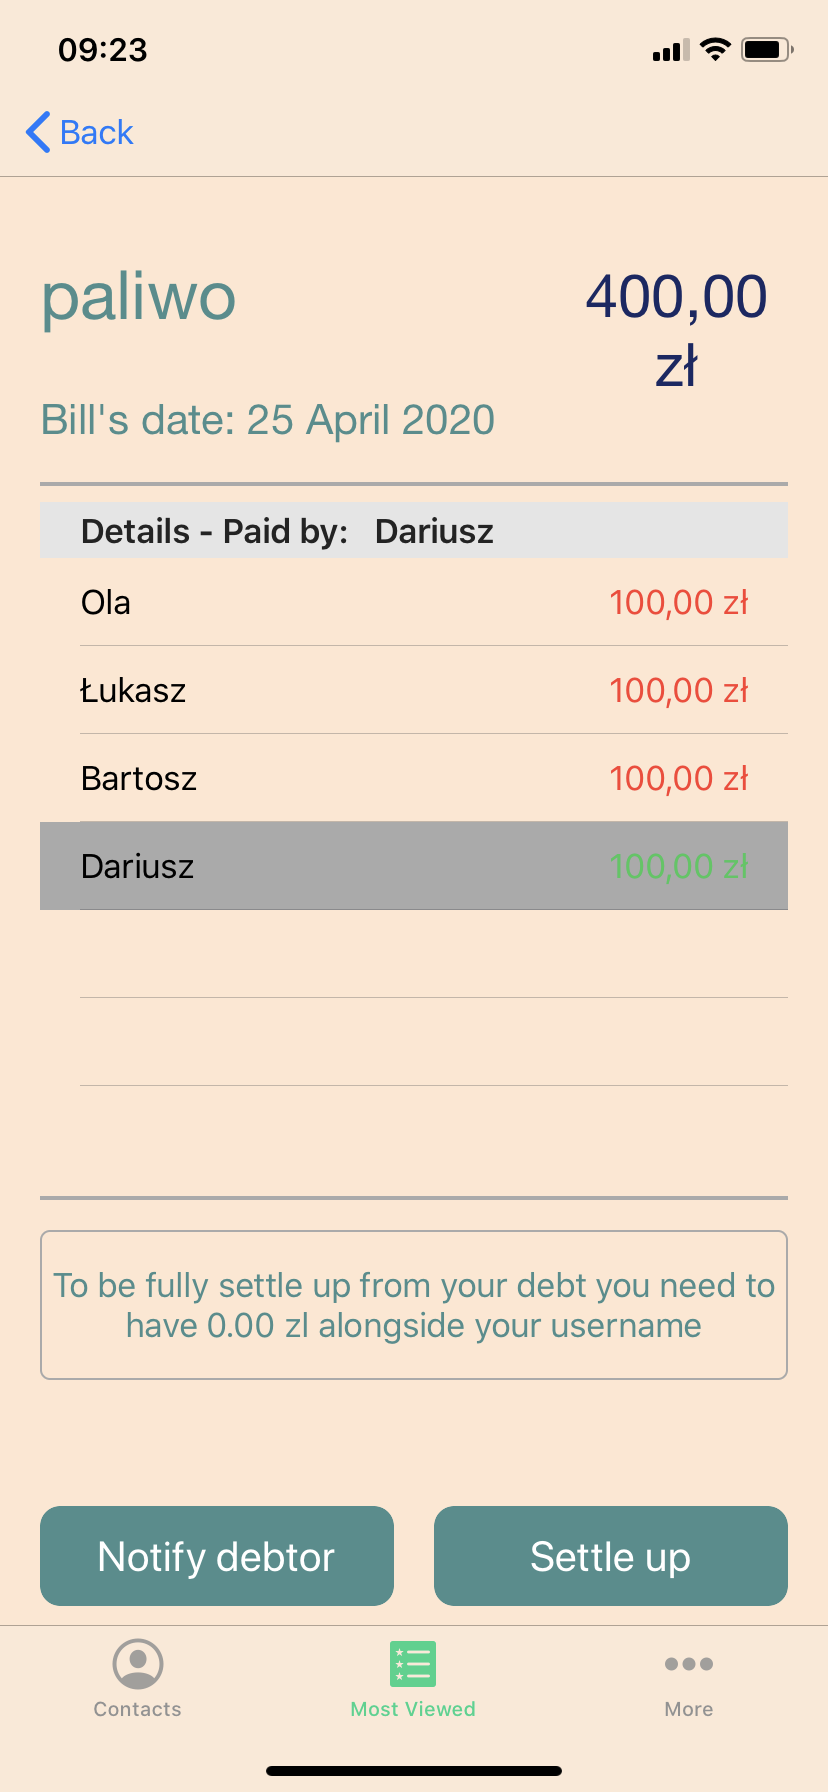 09:23
Back
paliwo
400,00
zł
Bill's date: 25 April 2020
Details - Paid by: Dariusz
Ola 100,00 zł
Łukasz 100,00 zł
Bartosz 100,00 zł
Dariusz 100,00 zł
To be fully settle up from your debt you need to
have 0.00 zl alongside your username
Notify debtor Settle up
Contacts Most Viewed More